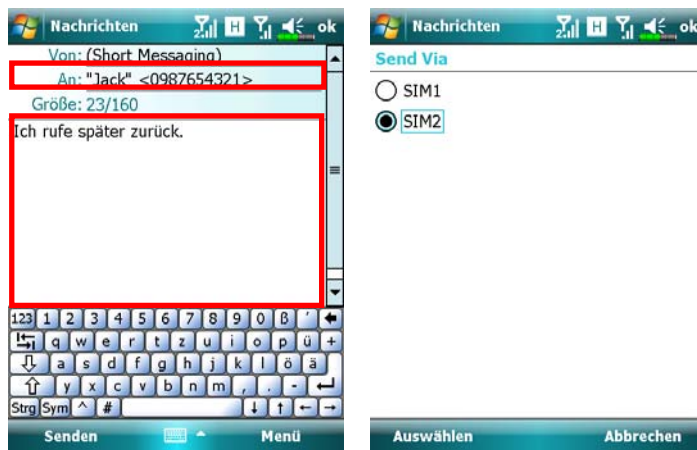 Nachrichten
ok
Von: (Short Messaging)
An: "Jack" <0987654321>
Größe: 23/160
Ich rufe später zurück.
123 1 2 3 4 5 6 7 8 9 0 ß ´
q w e r t z u i o p ü +
a s d f g h j k l ö ä
y x c v b n m , . -
Strg Sym ^ #
Senden
Menü
Nachrichten
ok
Send Via
SIM1
SIM2
Auswählen
Abbrechen